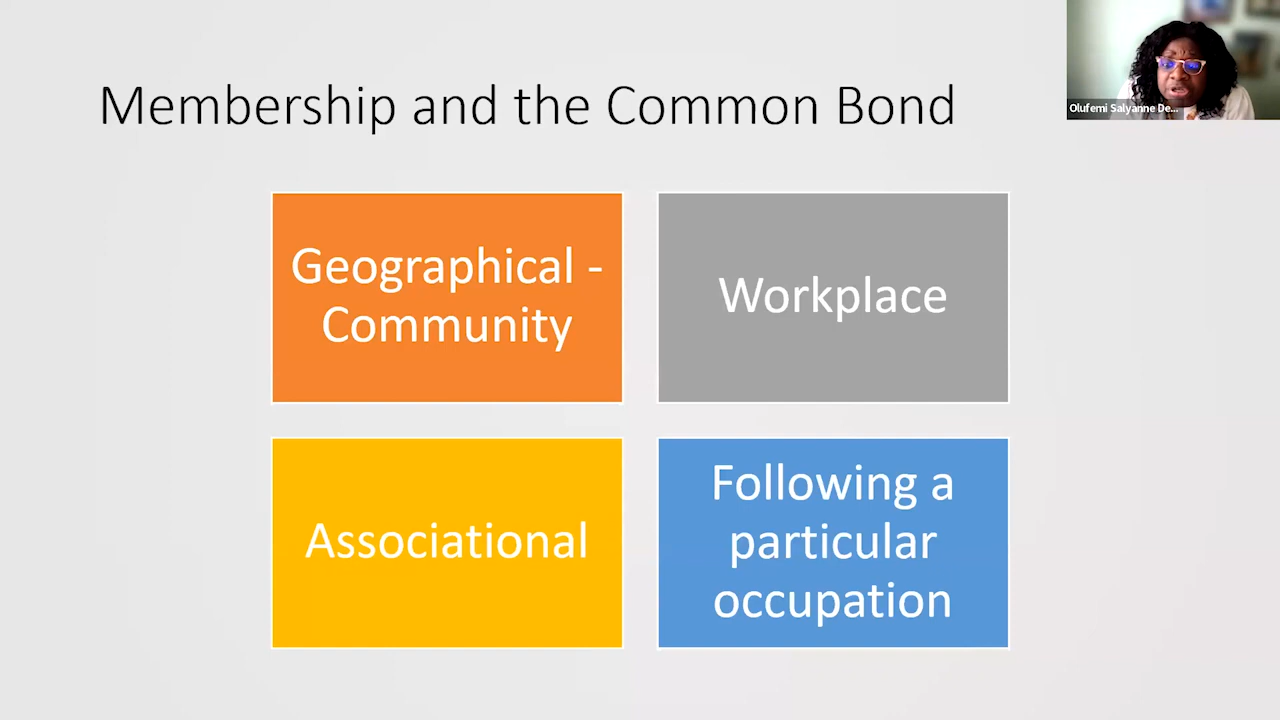 Membership and the Common Bond
Olufemi Salyanne De...
Geographical -
Community
Workplace
Associational
Following a
particular
occupation